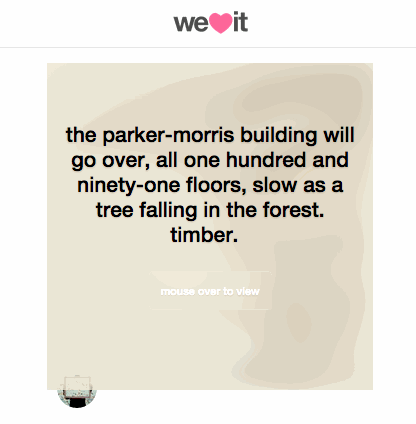 we it
the parker-morris building will
go over, all one hundred and
ninety-one floors, slow as a
tree falling in the forest.
timber.
mouse over to view